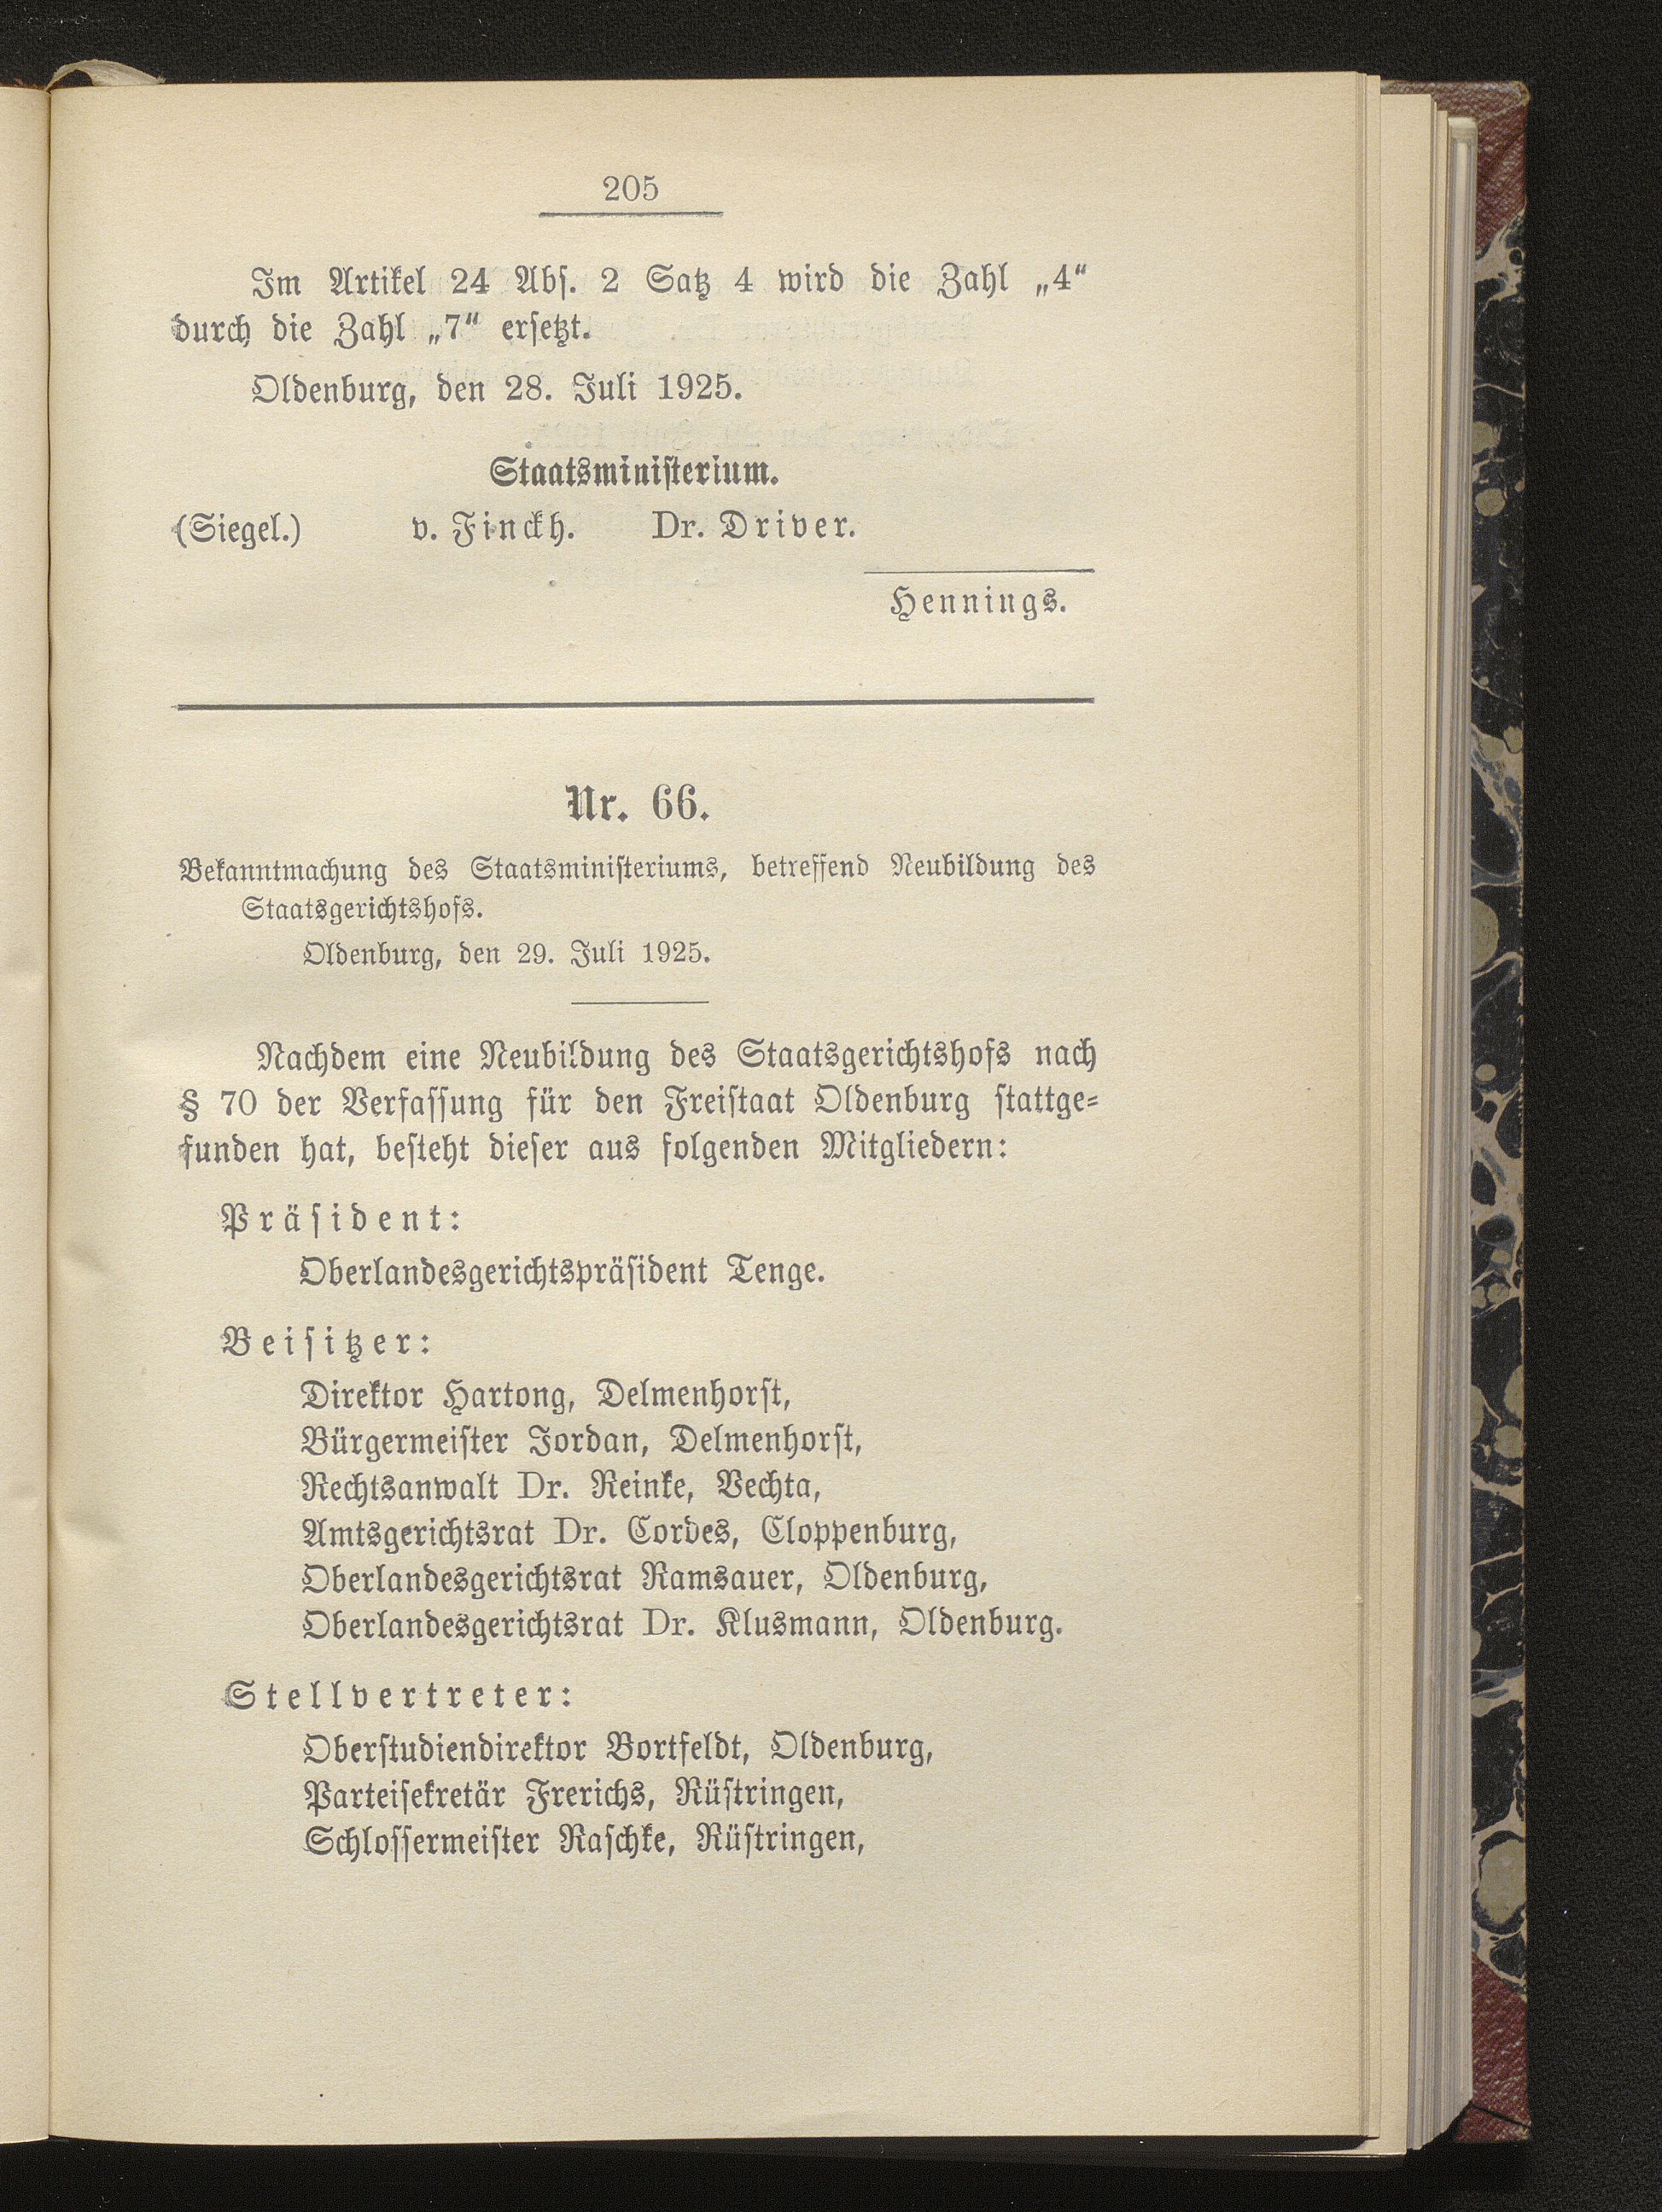 205
Im Artikel 24 Abs. 2 Satz 4 wird die Zahl „4“
durch die Zahl „7“ ersetzt.
Oldenburg, den 28. Juli 1925.
Staatsministerium.
(Siegel.) v. Finckh. Dr. Driver.
Hennings.
Nr. 66.
Bekanntmachung des Staatsministeriums, betreffend Neubildung des
Staatsgerichtshofs.
Oldenburg, den 29. Juli 1925.
Nachdem eine Neubildung des Staatsgerichtshofs nach
§ 70 der Verfassung für den Freistaat Oldenburg stattge-
funden hat, besteht dieser aus folgenden Mitgliedern:
Präsident:
Oberlandesgerichtspräsident Tenge.
Beisitzer:
Direktor Hartong, Delmenhorst,
Bürgermeister Jordan, Delmenhorst,
Rechtsanwalt Dr. Reinke, Vechta,
Amtsgerichtsrat Dr. Cordes, Cloppenburg,
Oberlandesgerichtsrat Ramsauer, Oldenburg,
Oberlandesgerichtsrat Dr. Klusmann, Oldenburg.
Stellvertreter:
Oberstudiendirektor Bortfeldt, Oldenburg,
Parteisekretär Frerichs, Rüstringen,
Schlossermeister Raschke, Rüstringen,